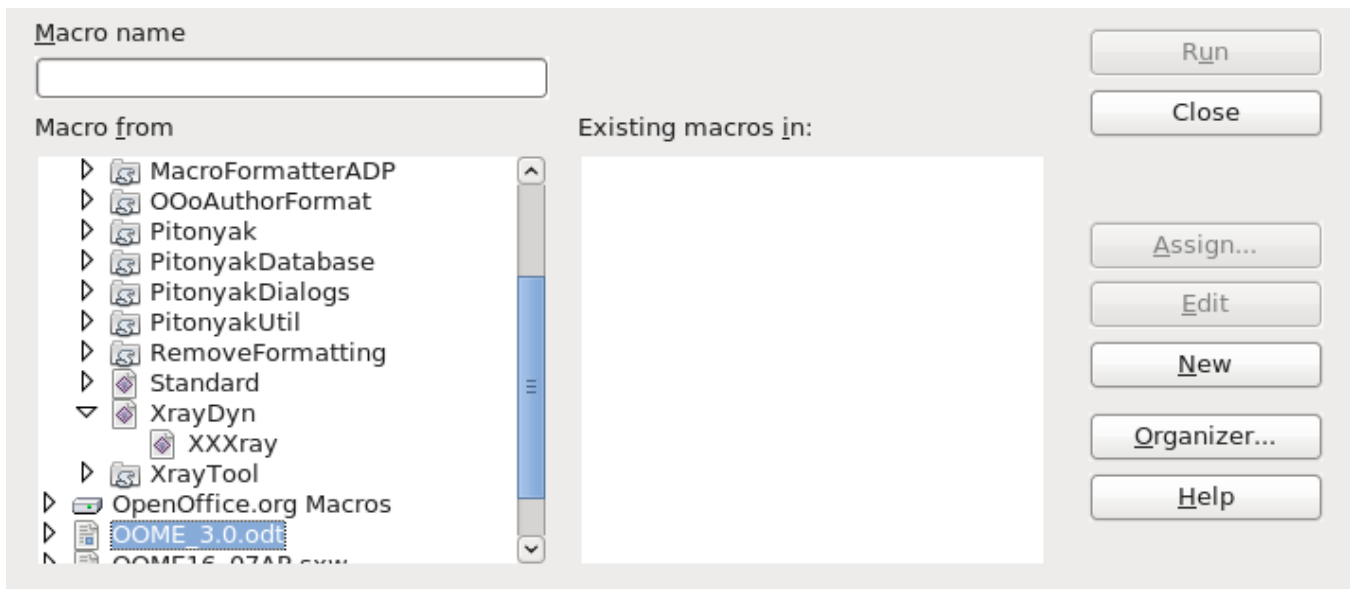 Macro name
Run
Close
Macro from
Existing macros in:
MacroFormatterADP
OOoAuthorFormat
Pitonyak
PitonyakDatabase
PitonyakDialogs
PitonyakUtil
RemoveFormatting
Standard
XrayDyn
XXXray
XrayTool
OpenOffice.org Macros
OOME_3.0.odt
Assign...
Edit
New
Organizer...
Help